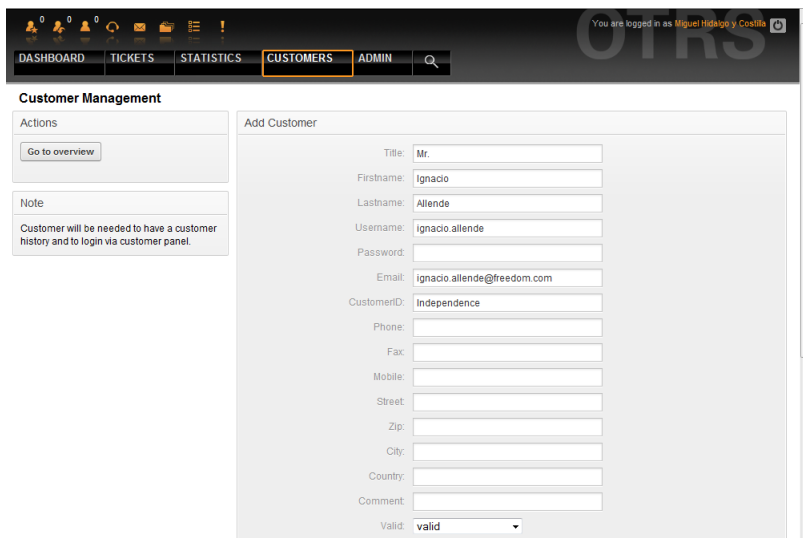 0 0 0
You are logged in as Miguel Hidalgo y Costilla
OTRS
DASHBOARD TICKETS STATISTICS CUSTOMERS ADMIN
Customer Management
Actions
Go to overview
Note
Customer will be needed to have a customer
history and to login via customer panel.
Add Customer
Title: Mr.
Firstname: Ignacio
Lastname: Allende
Username: ignacio.allende
Password:
Email: ignacio.allende@freedom.com
CustomerID: Independence
Phone:
Fax:
Mobile:
Street:
Zip:
City:
Country:
Comment:
Valid: valid